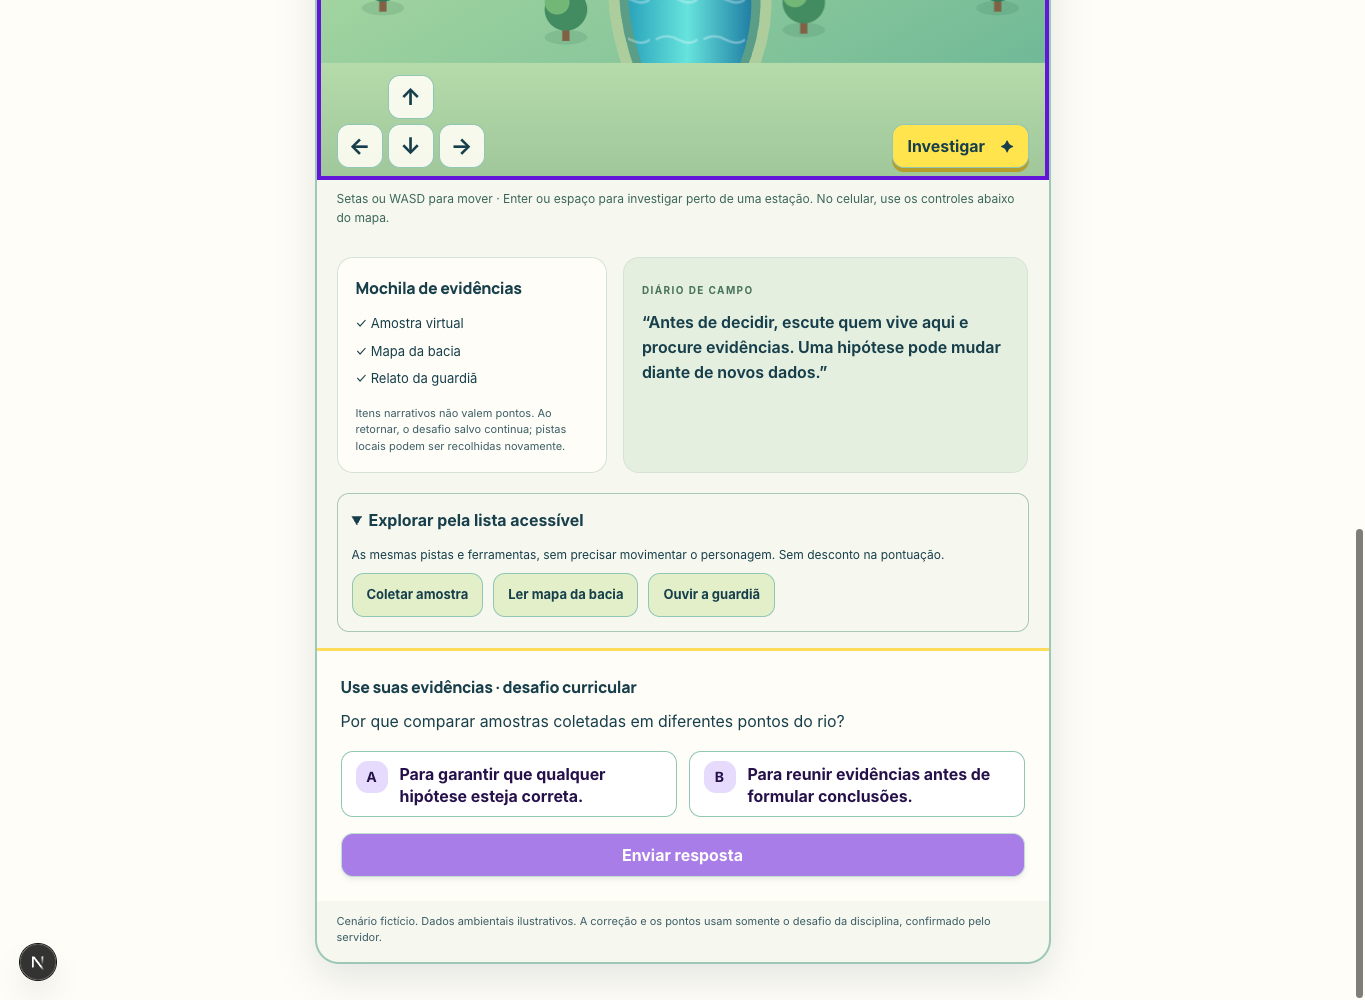 Investigar
Setas ou WASD para mover · Enter ou espaço para investigar perto de uma estação. No celular, use os controles abaixo
do mapa.
Mochila de evidências
✓ Amostra virtual
✓ Mapa da bacia
✓ Relato da guardiã
Itens narrativos não valem pontos. Ao
retornar, o desafio salvo continua; pistas
locais podem ser recolhidas novamente.
DIÁRIO DE CAMPO
“Antes de decidir, escute quem vive aqui e
procure evidências. Uma hipótese pode mudar
diante de novos dados.”
Explorar pela lista acessível
As mesmas pistas e ferramentas, sem precisar movimentar o personagem. Sem desconto na pontuação.
Coletar amostra
Ler mapa da bacia
Ouvir a guardiã
Use suas evidências · desafio curricular
Por que comparar amostras coletadas em diferentes pontos do rio?
A
Para garantir que qualquer
hipótese esteja correta.
B
Para reunir evidências antes de
formular conclusões.
Enviar resposta
Cenário fictício. Dados ambientais ilustrativos. A correção e os pontos usam somente o desafio da disciplina, confirmado pelo
servidor.
N